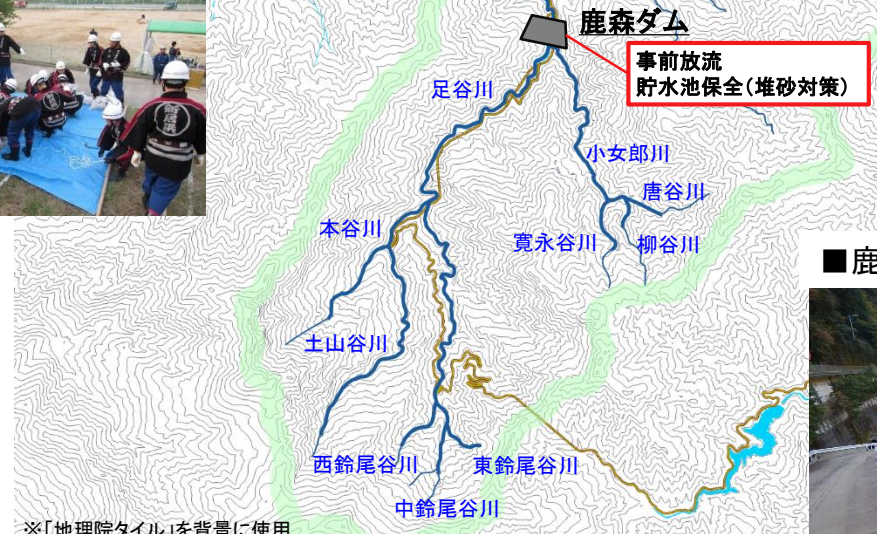 鹿森ダム
事前放流
貯水池保全(堆砂対策)
足谷川
小女郎川
唐谷川
本谷川
寛永谷川
柳谷川
■鹿
土山谷川
西鈴尾谷川
東鈴尾谷川
中鈴尾谷川
※「地理院タイル」を背景に使用
新居浜